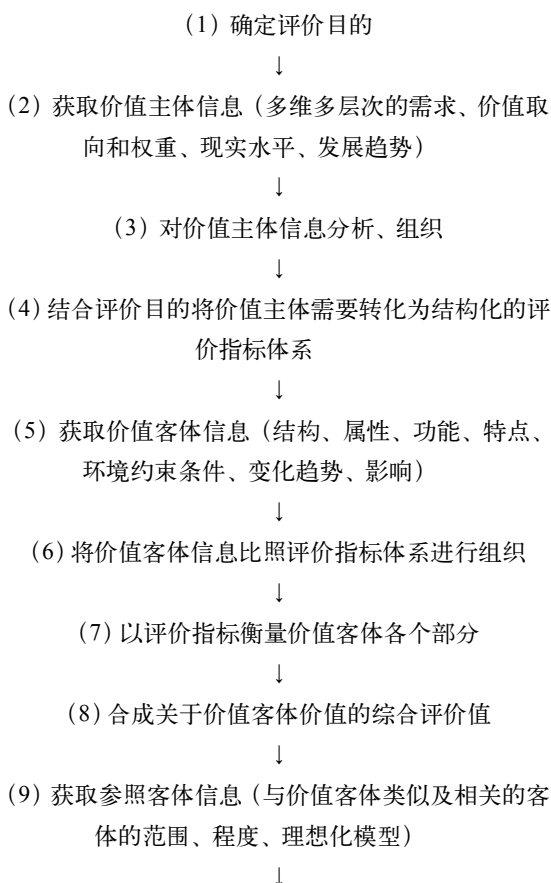 (1) 确定评价目的
↓
(2) 获取价值主体信息（多维多层次的需求、价值取
向和权重、现实水平、发展趋势）
↓
(3) 对价值主体信息分析、组织
↓
(4) 结合评价目的将价值主体需要转化为结构化的评
价指标体系
↓
(5) 获取价值客体信息（结构、属性、功能、特点、
环境约束条件、变化趋势、影响）
↓
(6) 将价值客体信息比照评价指标体系进行组织
↓
(7) 以评价指标衡量价值客体各个部分
↓
(8) 合成关于价值客体价值的综合评价值
↓
(9) 获取参照客体信息（与价值客体类似及相关的客
体的范围、程度、理想化模型）
↓